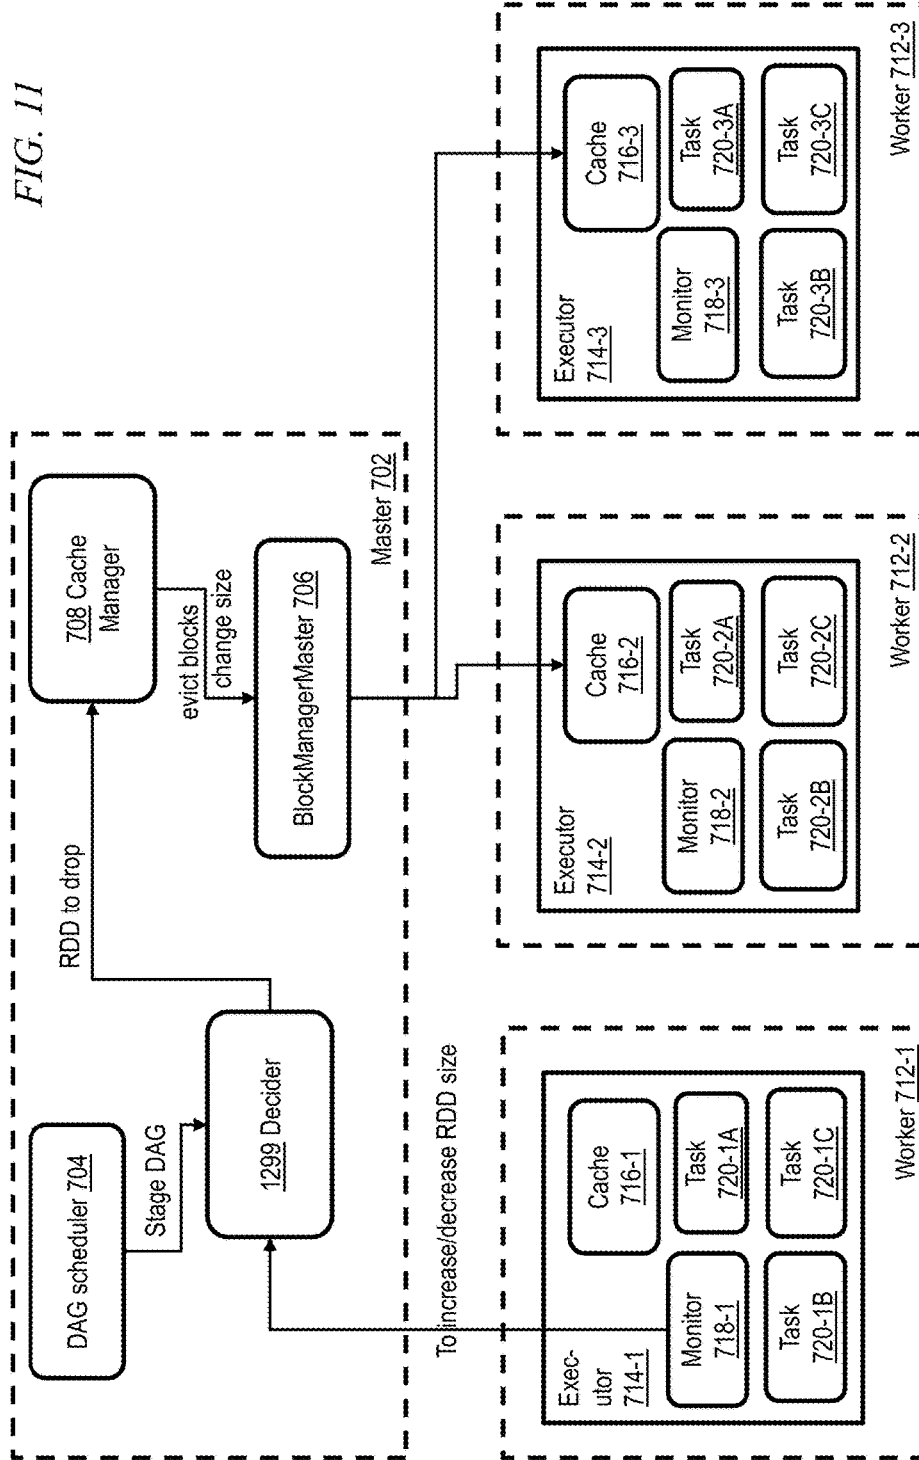 FIG. 11
DAG scheduler 704
Stage DAG
1299 Decider
RDD to drop
708 Cache
Manager
evict blocks
change size
BlockManagerMaster 706
Master 702
To increase/decrease RDD size
Exec-
utor
714-1
Cache
716-1
Monitor
718-1
Task
720-1A
Task
720-1B
Task
720-1C
Worker 712-1
Executor
714-2
Cache
716-2
Monitor
718-2
Task
720-2A
Task
720-2B
Task
720-2C
Worker 712-2
Executor
714-3
Cache
716-3
Monitor
718-3
Task
720-3A
Task
720-3B
Task
720-3C
Worker 712-3